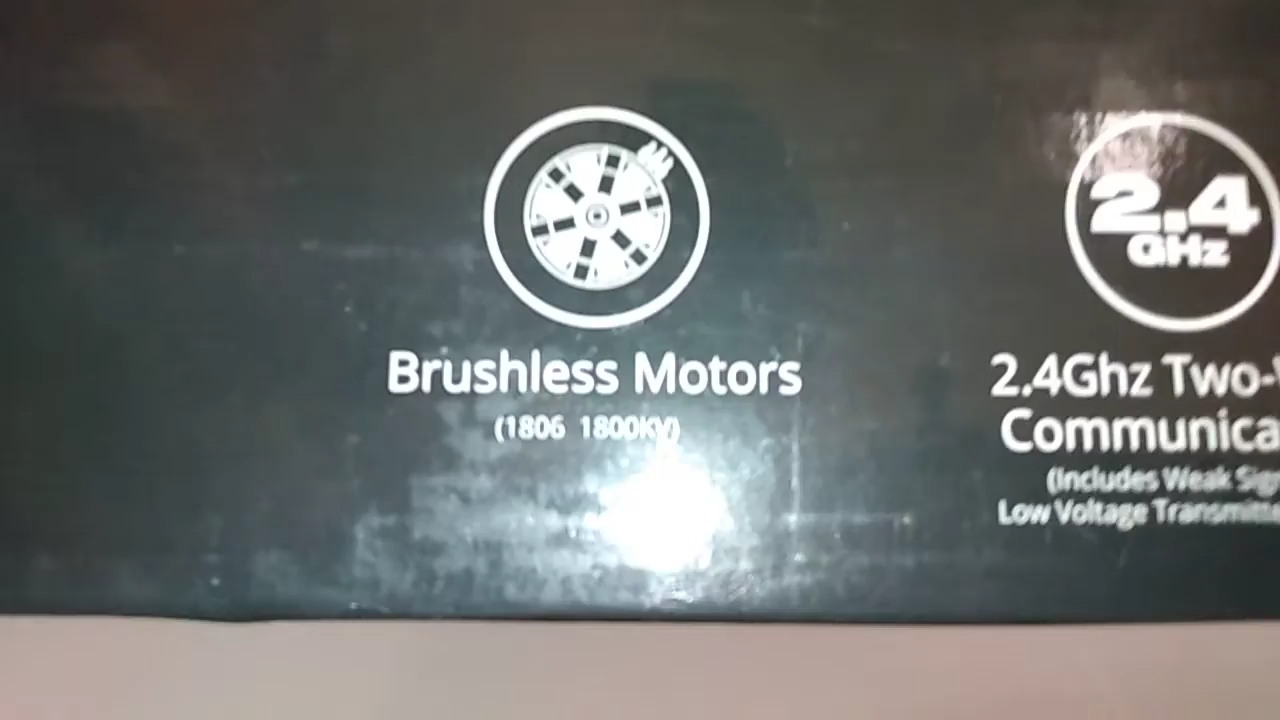 2.4
GHz
Brushless Motors
(1806 1800KV)
2.4Ghz Two-
Communica
(Includes Weak Sig
Low Voltage Transmitte